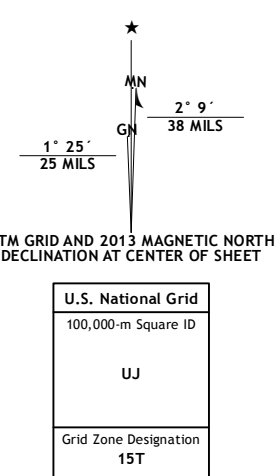 ★
MN
GN
2° 9´
38 MILS
1° 25´
25 MILS
TM GRID AND 2013 MAGNETIC NORTH
DECLINATION AT CENTER OF SHEET
U.S. National Grid
100,000-m Square ID
UJ
Grid Zone Designation
15T